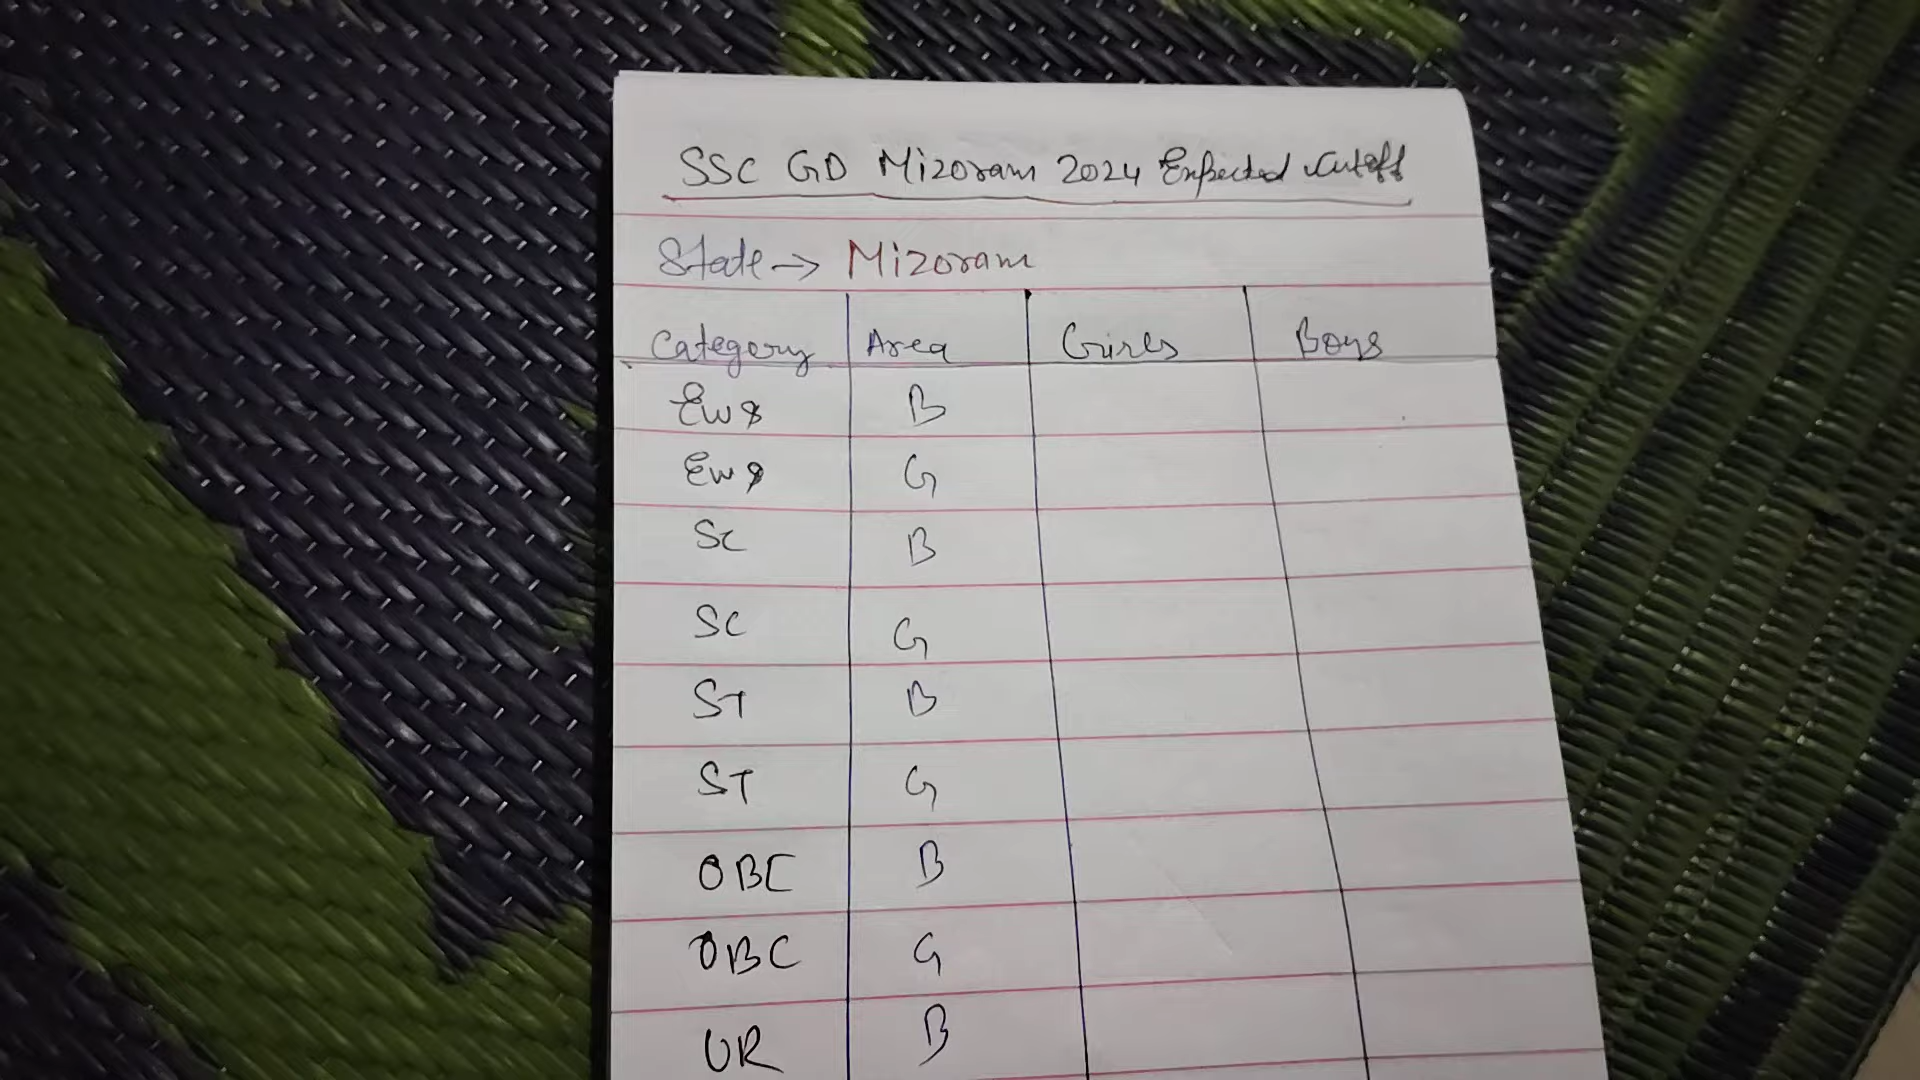 SSC GD Mizoram 2024 Expected Cutoff
State → Mizoram
Category Area Girls Boys
EWS B
EWS G
SC B
SC G
ST B
ST G
OBC B
OBC G
UR B